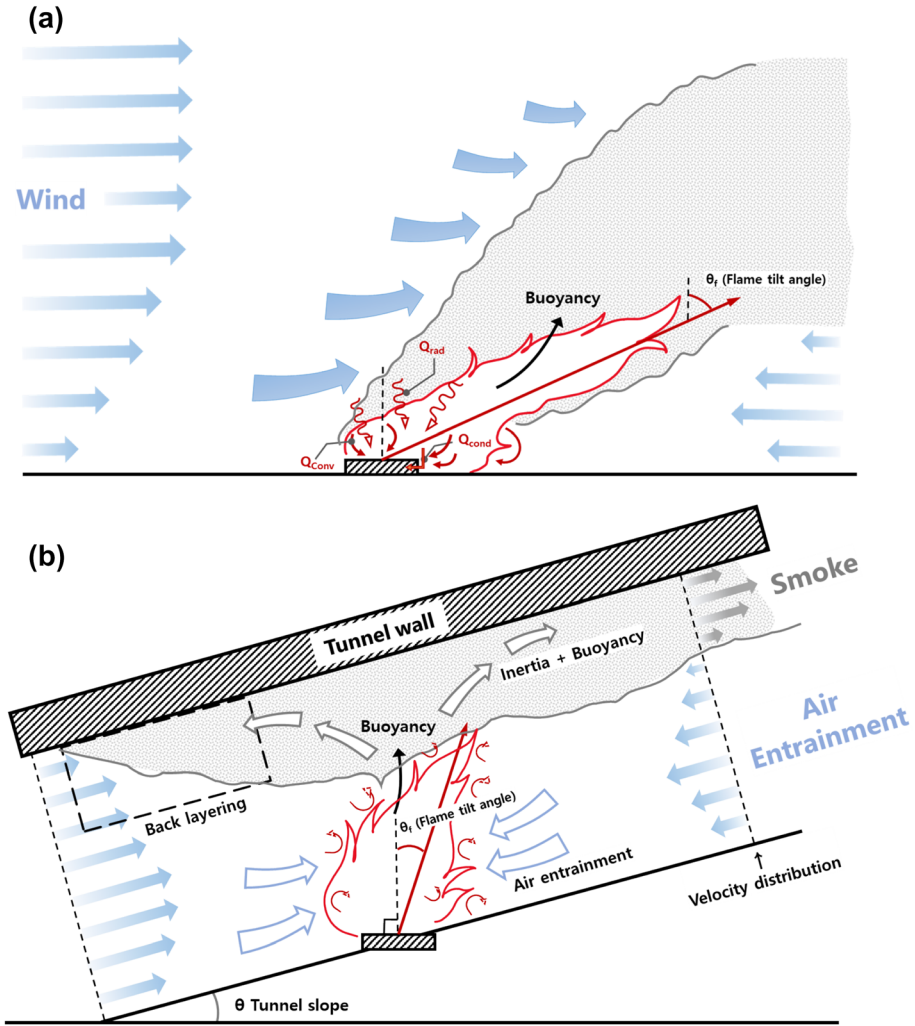 (a)
Wind
θf (Flame tilt angle)
Buoyancy
Qrad
Qcond
QConv
(b)
Smoke
Tunnel wall
Inertia + Buoyancy
Buoyancy
Air
Entrainment
Back layering
θf (Flame tilt angle)
Air entrainment
Velocity distribution
θ Tunnel slope